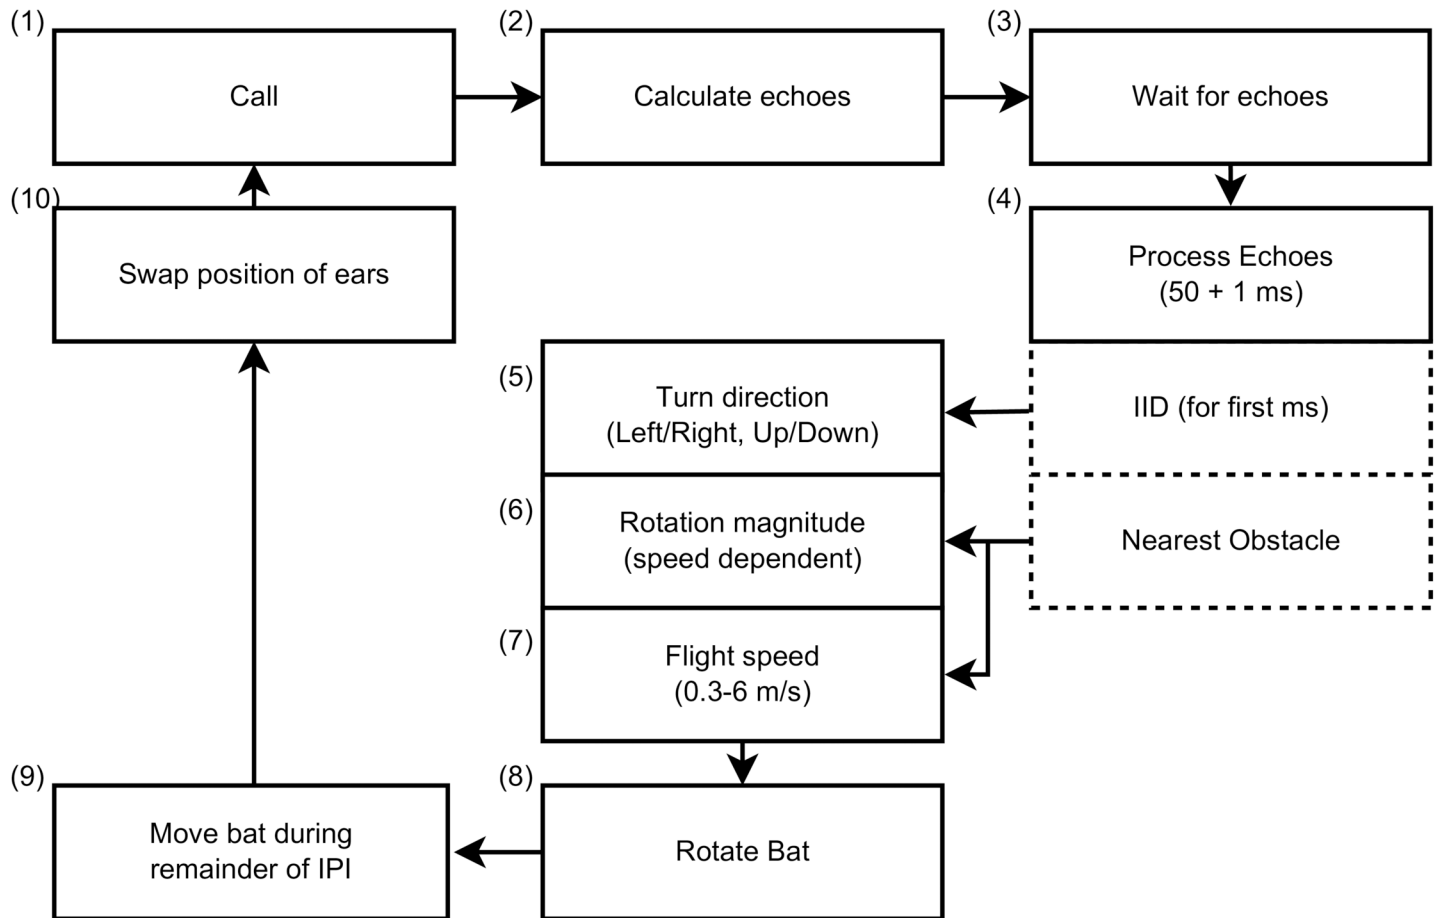 (1)
Call
(2)
Calculate echoes
(3)
Wait for echoes
(4)
Process Echoes
(50 + 1 ms)
IID (for first ms)
Nearest Obstacle
(5)
Turn direction
(Left/Right, Up/Down)
(6)
Rotation magnitude
(speed dependent)
(7)
Flight speed
(0.3-6 m/s)
(8)
Rotate Bat
(9)
Move bat during
remainder of IPI
(10)
Swap position of ears